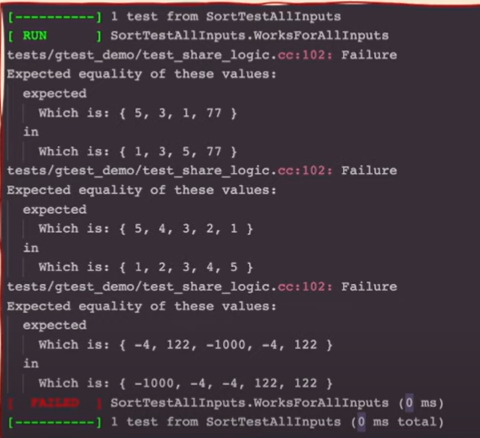 [----------] 1 test from SortTestAllInputs
[ RUN      ] SortTestAllInputs.WorksForAllInputs
tests/gtest_demo/test_share_logic.cc:102: Failure
Expected equality of these values:
  expected
    Which is: { 5, 3, 1, 77 }
  in
    Which is: { 1, 3, 5, 77 }
tests/gtest_demo/test_share_logic.cc:102: Failure
Expected equality of these values:
  expected
    Which is: { 5, 4, 3, 2, 1 }
  in
    Which is: { 1, 2, 3, 4, 5 }
tests/gtest_demo/test_share_logic.cc:102: Failure
Expected equality of these values:
  expected
    Which is: { -4, 122, -1000, -4, 122 }
  in
    Which is: { -1000, -4, -4, 122, 122 }
[  FAILED  ] SortTestAllInputs.WorksForAllInputs (0 ms)
[----------] 1 test from SortTestAllInputs (0 ms total)